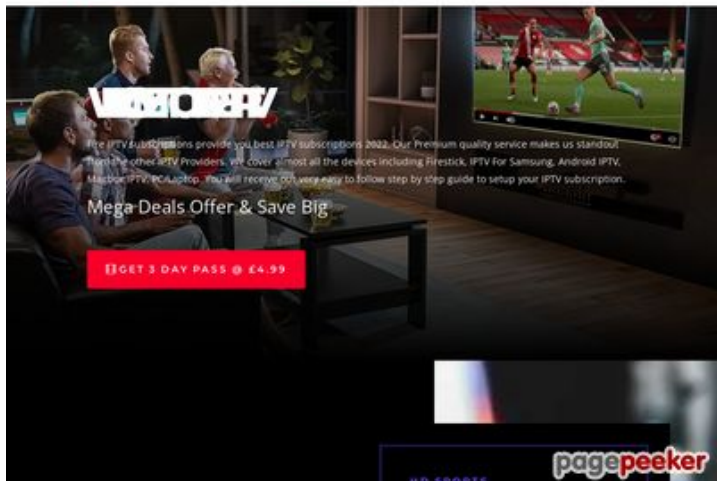 Fire IPTV subscriptions provide you best IPTV subscriptions 2022. Our Premium quality service makes us standout
from the other IPTV Providers. We cover almost all the devices including Firestick, IPTV For Samsung, Android IPTV,
Macbox IPTV, PC/Laptop. You will receive our very easy to follow step by step guide to setup your IPTV subscription.
Mega Deals Offer & Save Big
GET 3 DAY PASS @ £4.99
pagepeeker